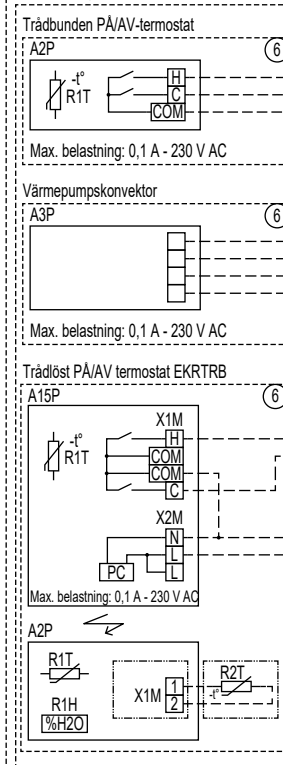 Trådbunden PÅ/AV-termostat
A2P
6
-t°
R1T
H
C
COM
Max. belastning: 0,1 A - 230 V AC
Värmepumpskonvektor
A3P
6
Max. belastning: 0,1 A - 230 V AC
Trådlöst PÅ/AV termostat EKRTRB
A15P
6
X1M
-t°
R1T
H
COM
COM
C
X2M
N
L
PC
L
Max. belastning: 0,1 A - 230 V AC
A2P
R1T
-t°
R1H
%H2O
X1M
1
2
R2T
-t°